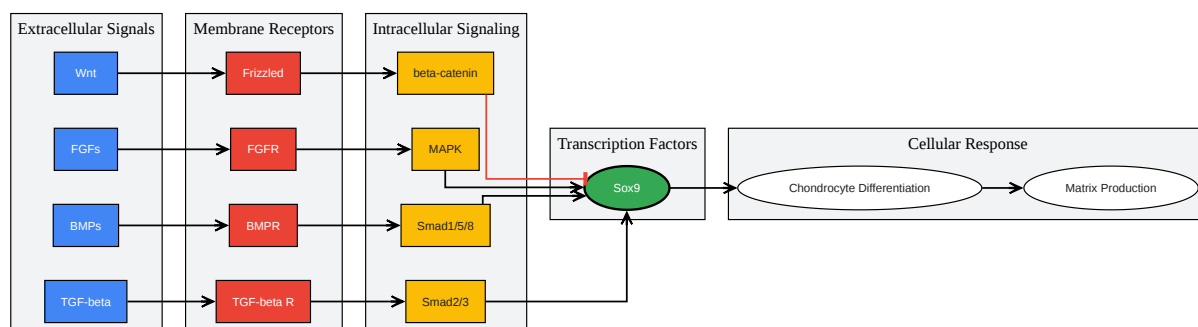 Extracellular Signals
Membrane Receptors
Intracellular Signaling
Wnt
Frizzled
beta-catenin
FGFs
FGFR
MAPK
Transcription Factors
Cellular Response
Sox9
Chondrocyte Differentiation
Matrix Production
BMPs
BMPR
Smad1/5/8
TGF-beta
TGF-beta R
Smad2/3